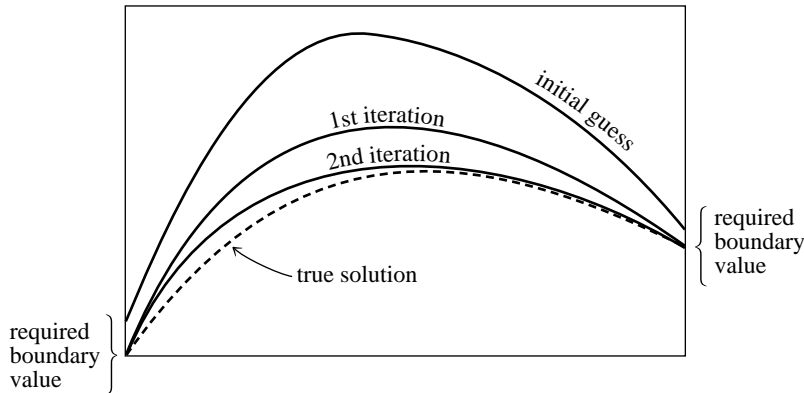 initial guess
1st iteration
2nd iteration
required
boundary
value
true solution
required
boundary
value